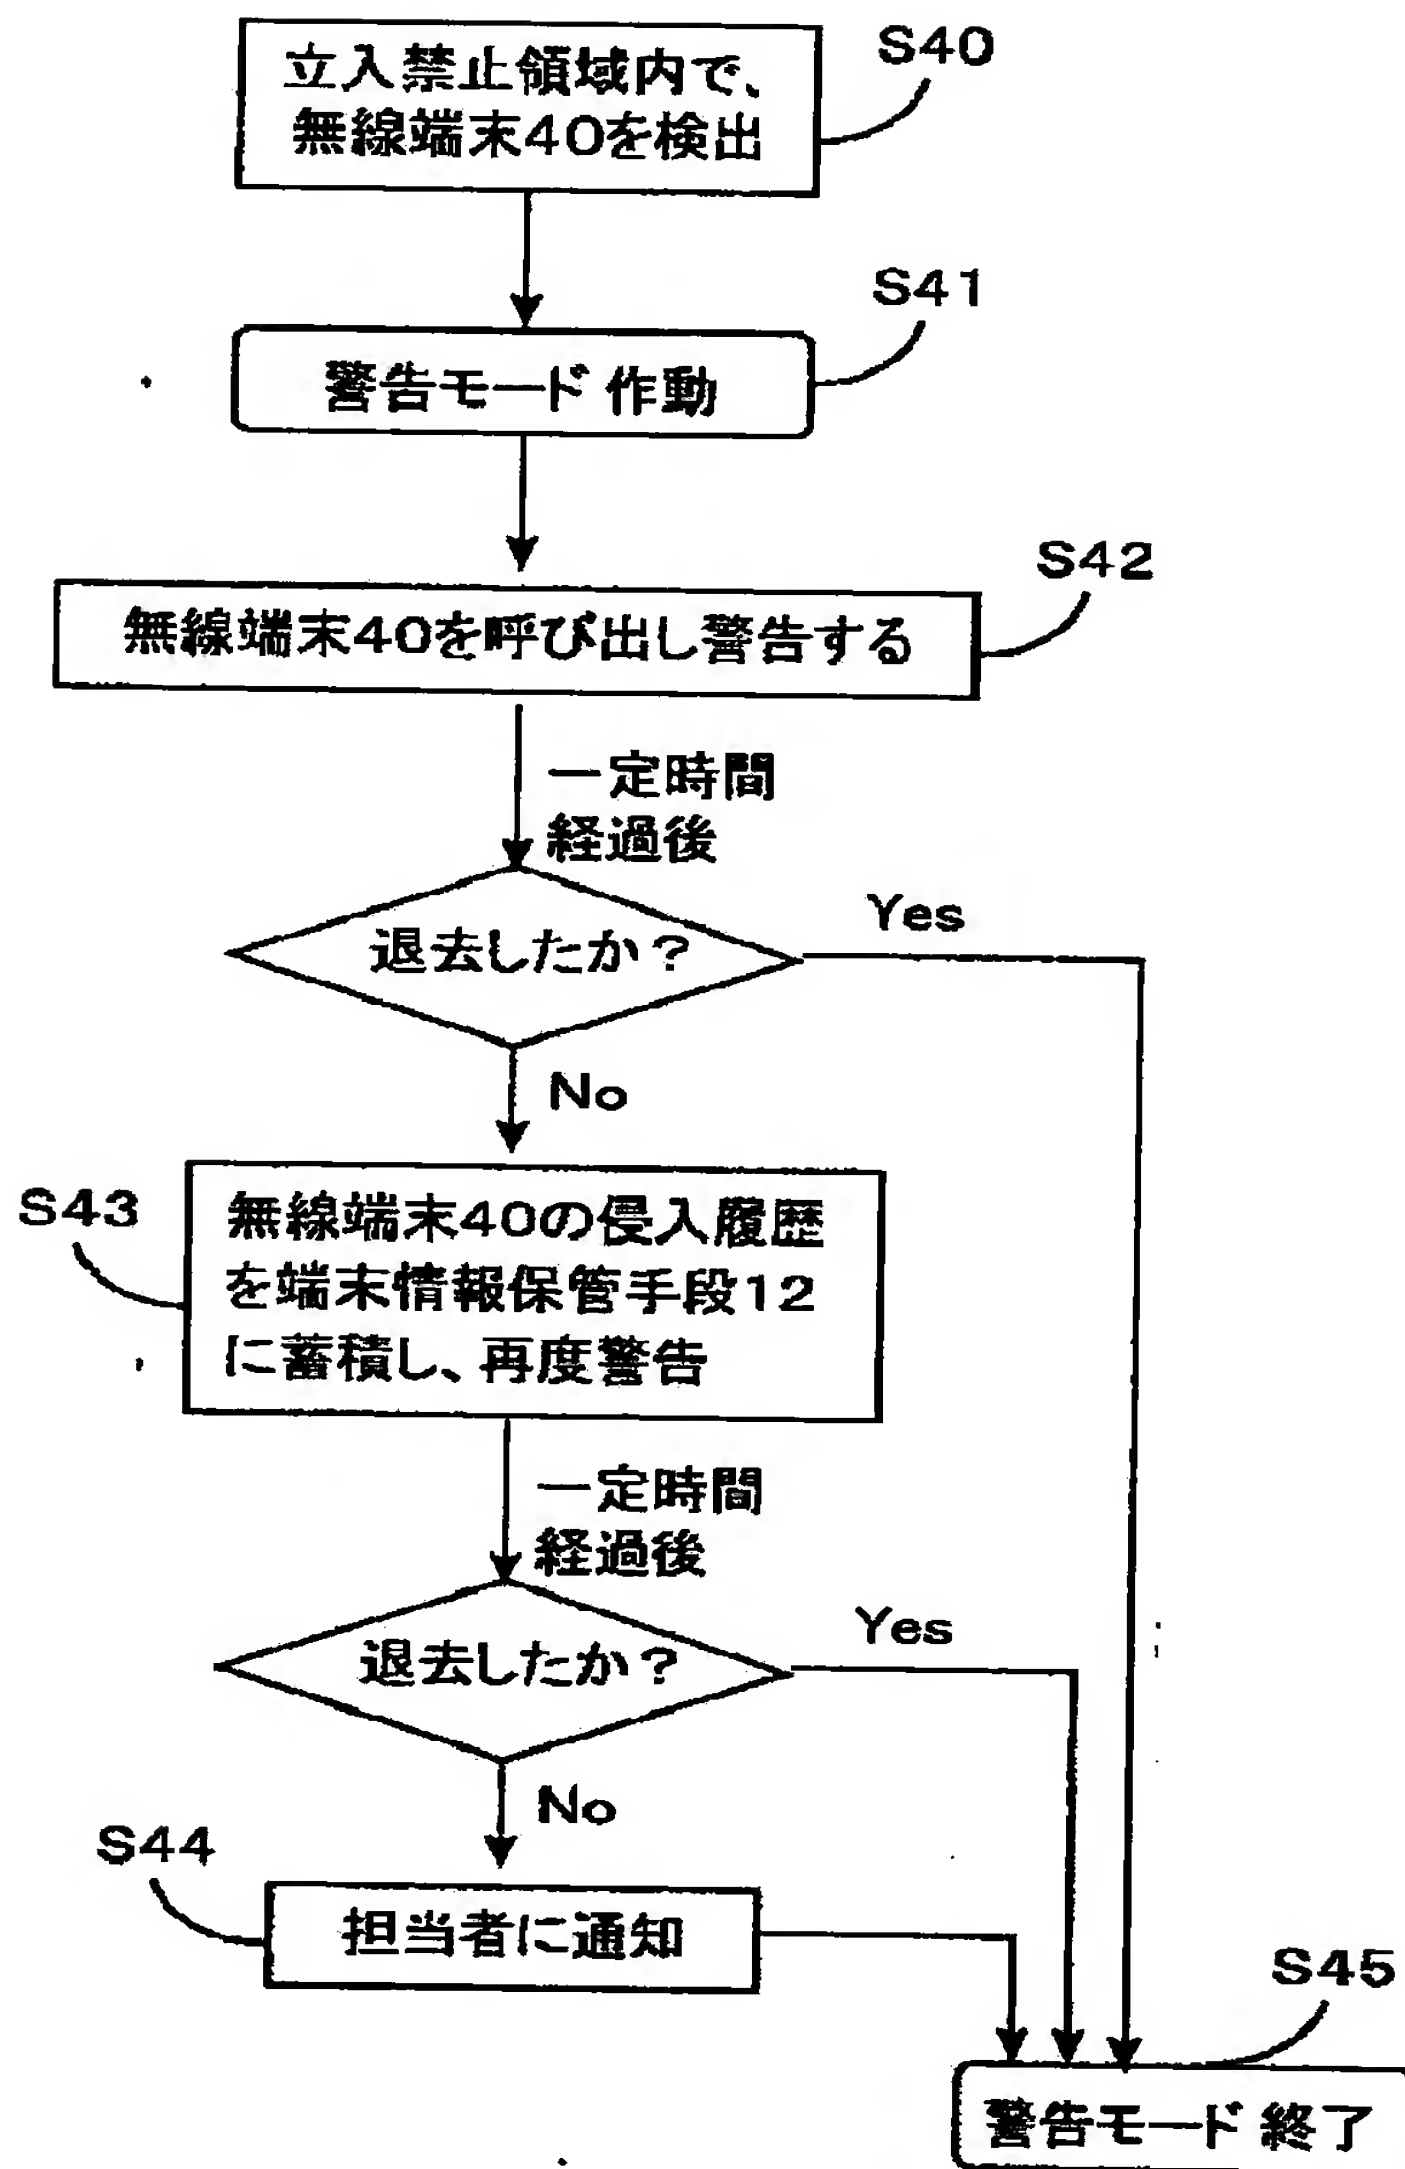 S40
立入禁止領域内で、
無線端末40を検出
S41
警告モード 作動
S42
無線端末40を呼び出し警告する
一定時間
経過後
退去したか？
Yes
No
S43
無線端末40の侵入履歴
を端末情報保管手段12
に蓄積し、再度警告
一定時間
経過後
退去したか？
Yes
No
S44
担当者に通知
S45
警告モード 終了